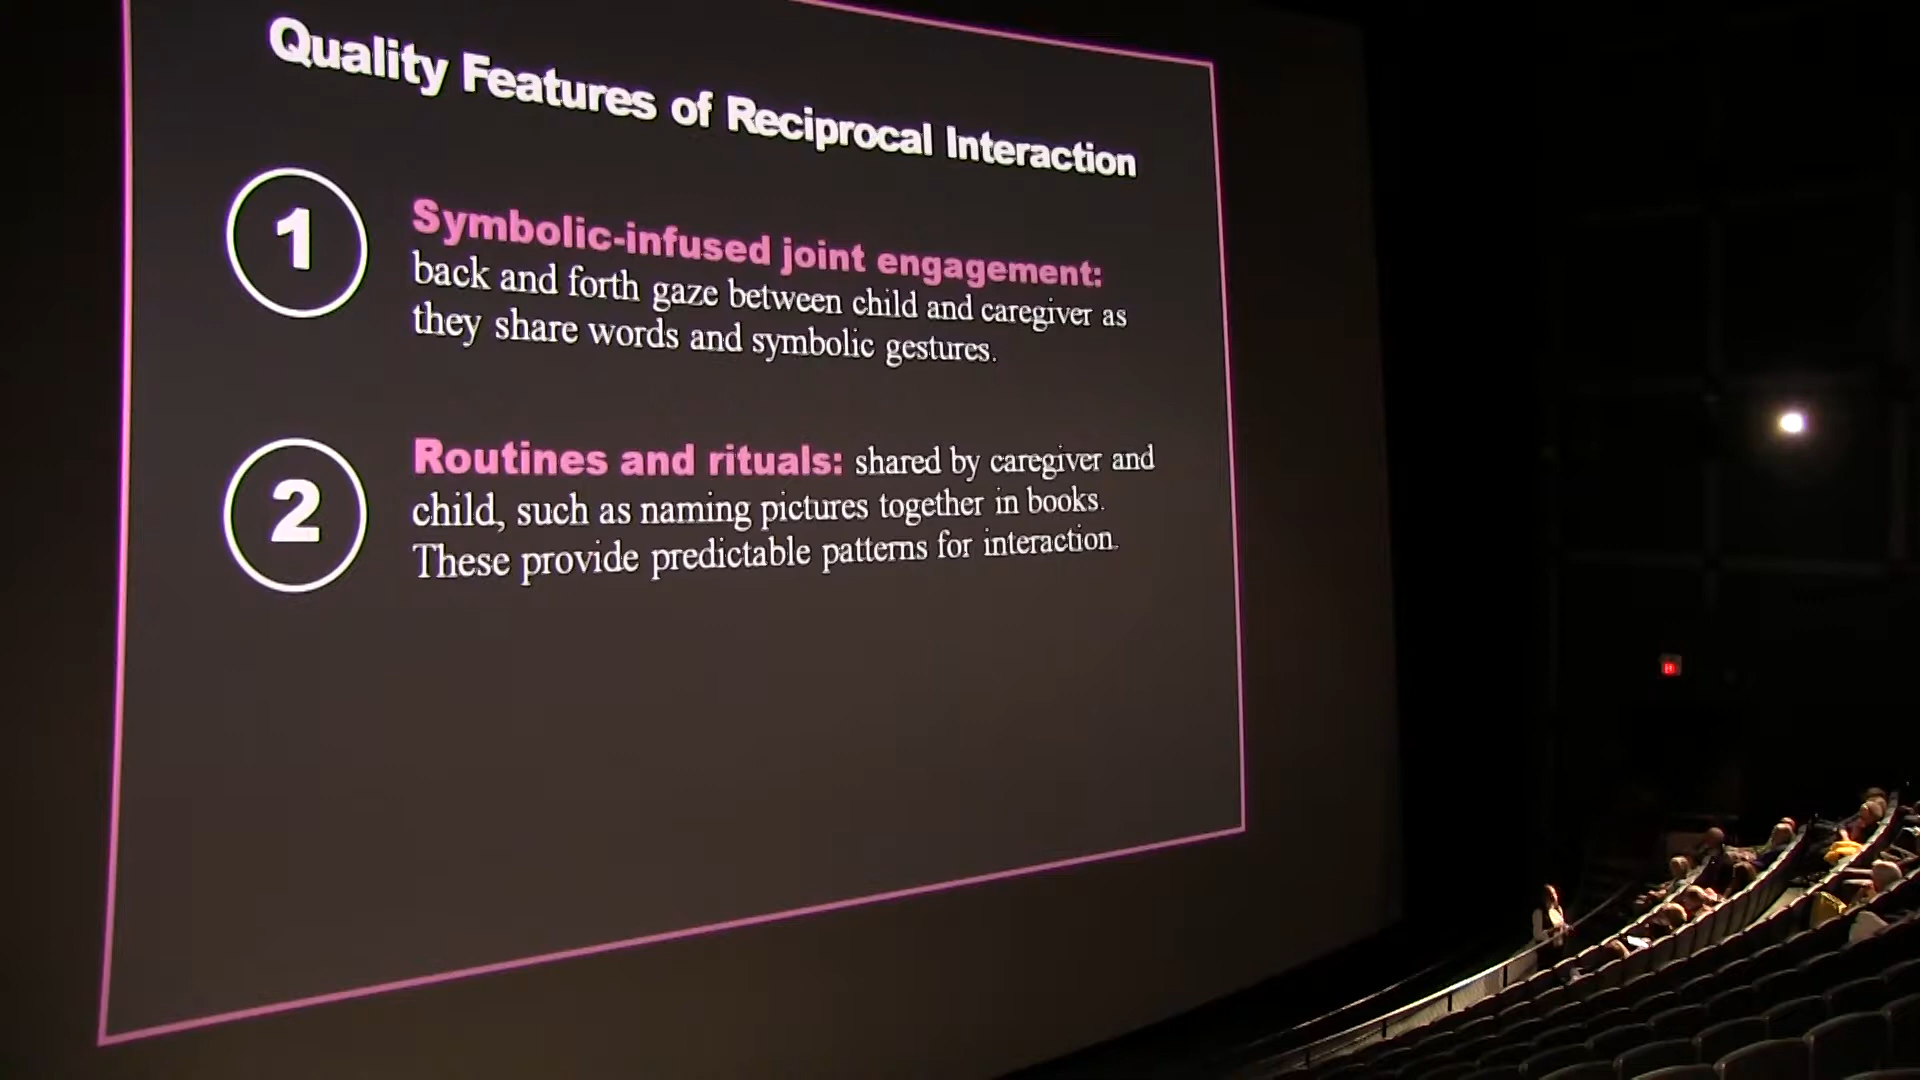 Quality Features of Reciprocal Interaction
1
Symbolic-infused joint engagement:
back and forth gaze between child and caregiver as
they share words and symbolic gestures.
2
Routines and rituals: shared by caregiver and
child, such as naming pictures together in books.
These provide predictable patterns for interaction.